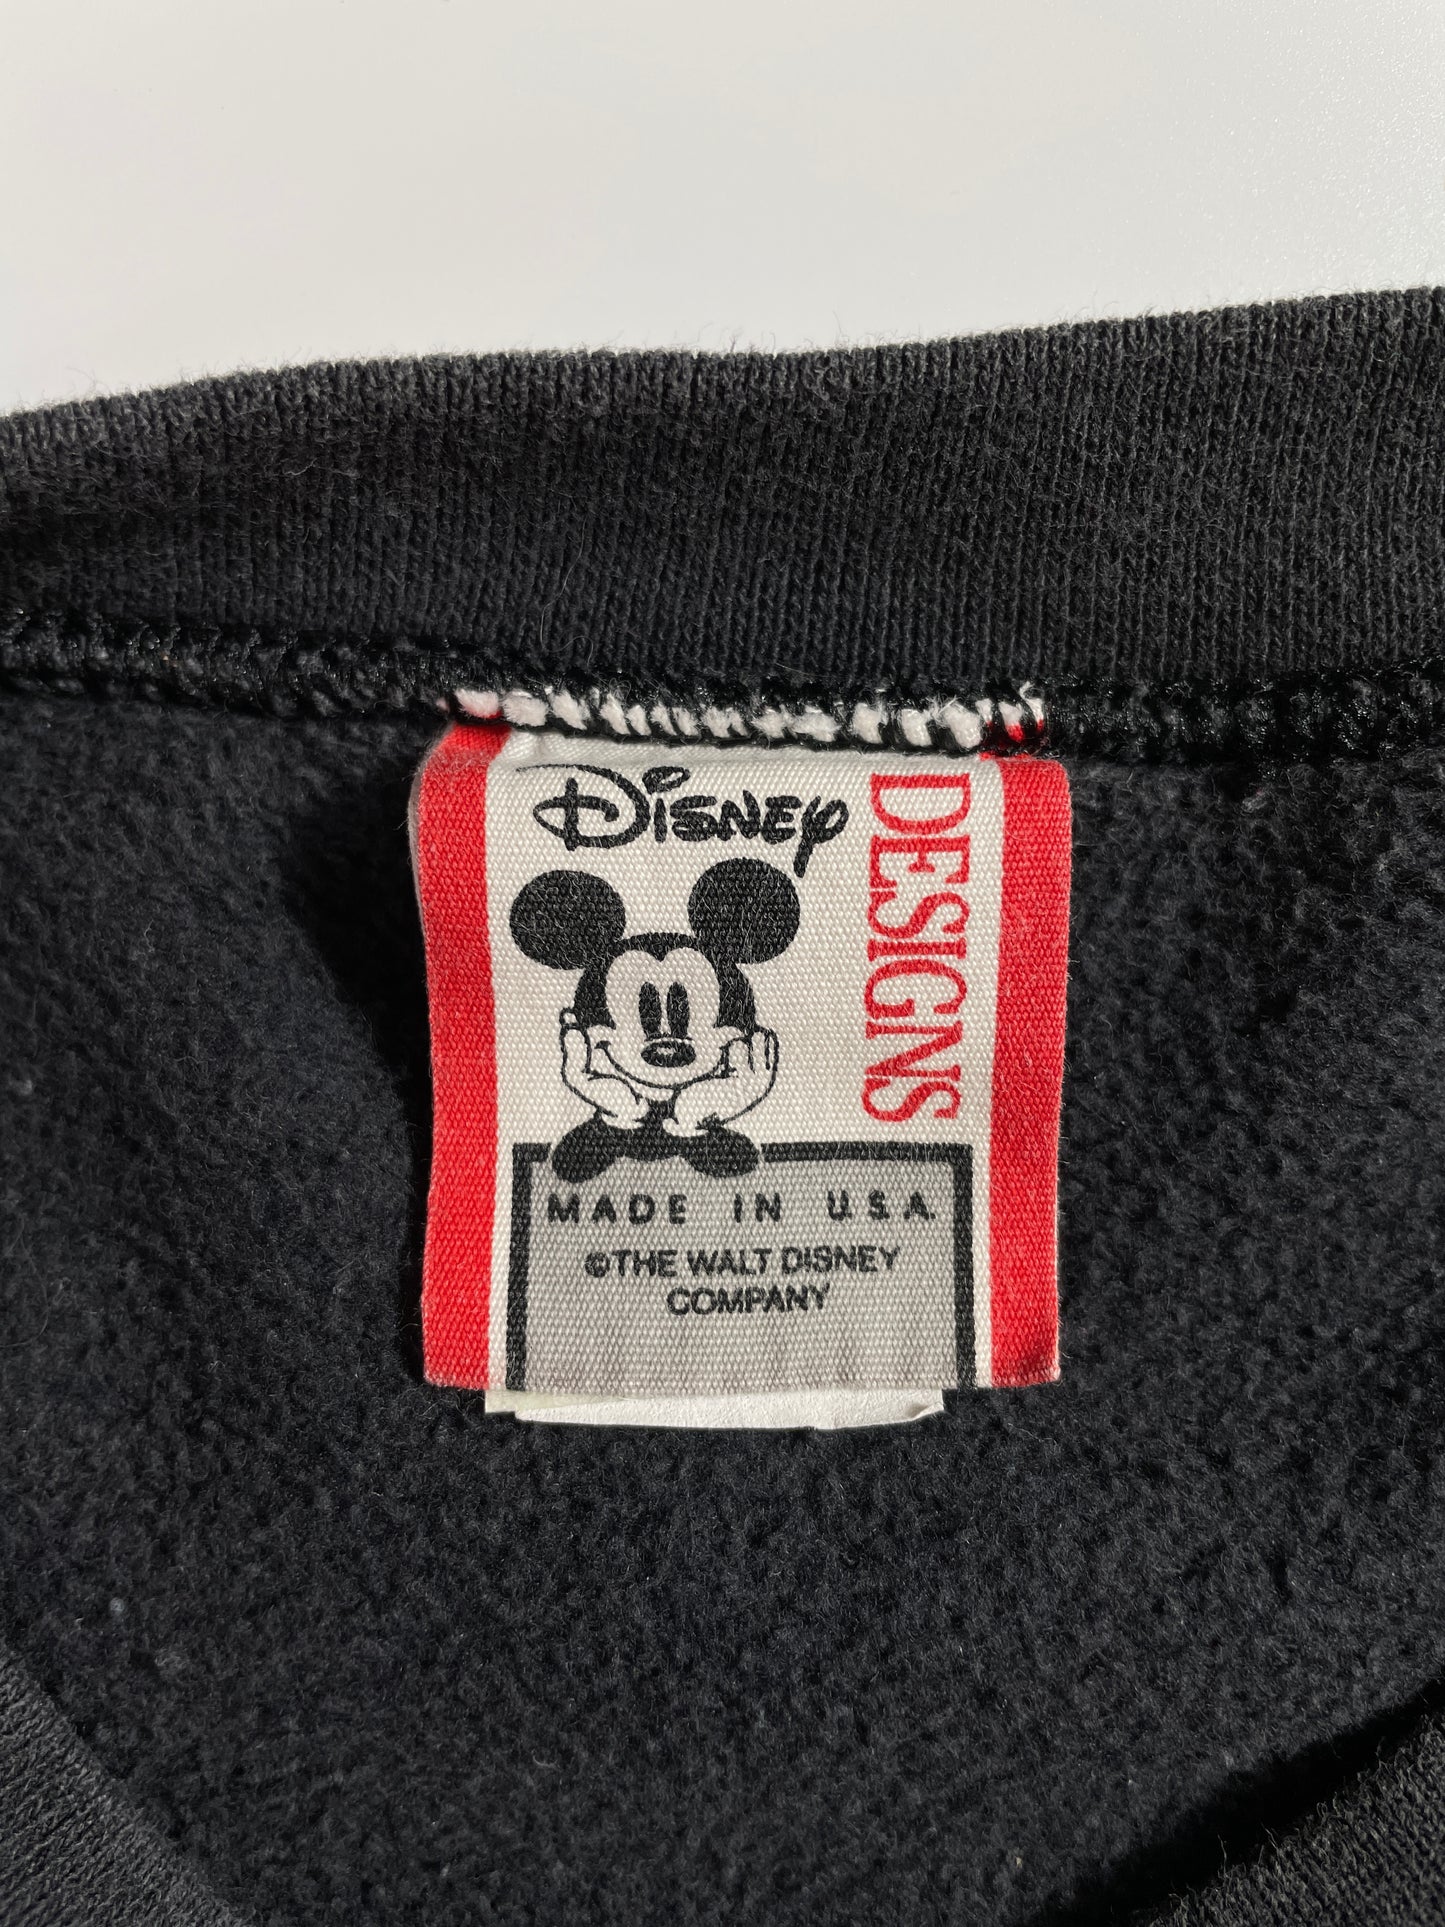 Disney
DESIGNS
MADE IN U.S.A.
©THE WALT DISNEY
COMPANY